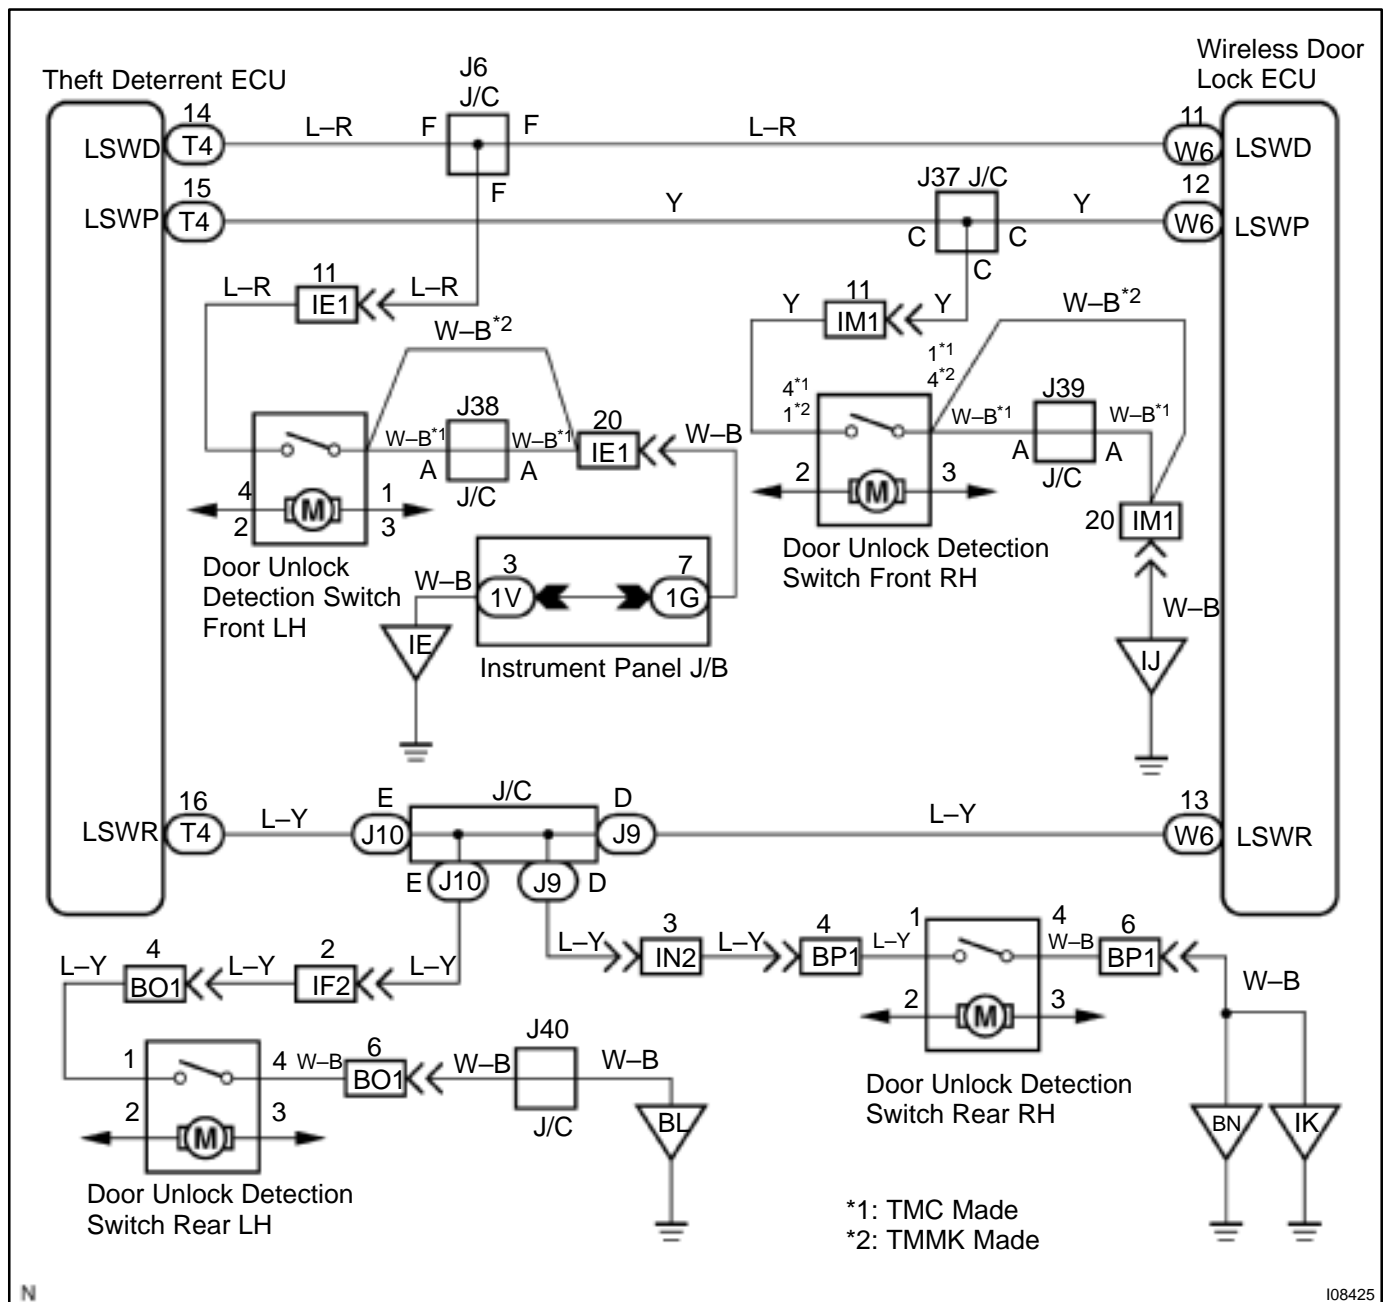 Theft Deterrent ECU
J6
J/C
Wireless Door
Lock ECU
14
LSWD
T4
L–R
F
F
L–R
11
W6
LSWD
F
15
LSWP
T4
Y
J37 J/C
Y
12
W6
LSWP
C
C
C
L–R
11
IE1
L–R
Y
11
IM1
Y
W–B*2
W–B*2
4*1
1*2
1*1
4*2
J38
W–B*1
W–B*1
A
A
J/C
20
IE1
W–B
W–B*1
J39
W–B*1
A
A
J/C
4
2
M
1
3
2
M
3
20
IM1
Door Unlock
Detection Switch
Front LH
Door Unlock Detection
Switch Front RH
W–B
3
1V
7
1G
W–B
IE
IJ
Instrument Panel J/B
16
LSWR
T4
L–Y
E
J10
J/C
D
J9
L–Y
13
W6
LSWR
E
J10
J9
D
4
L–Y
BO1
L–Y
2
IF2
L–Y
L–Y
3
IN2
L–Y
4
BP1
L–Y
1
4
W–B
6
BP1
W–B
2
M
3
1
4
W–B
6
BO1
W–B
J40
J/C
W–B
BL
2
M
3
Door Unlock Detection
Switch Rear RH
BN
IK
Door Unlock Detection
Switch Rear LH
*1: TMC Made
*2: TMMK Made
N
I08425